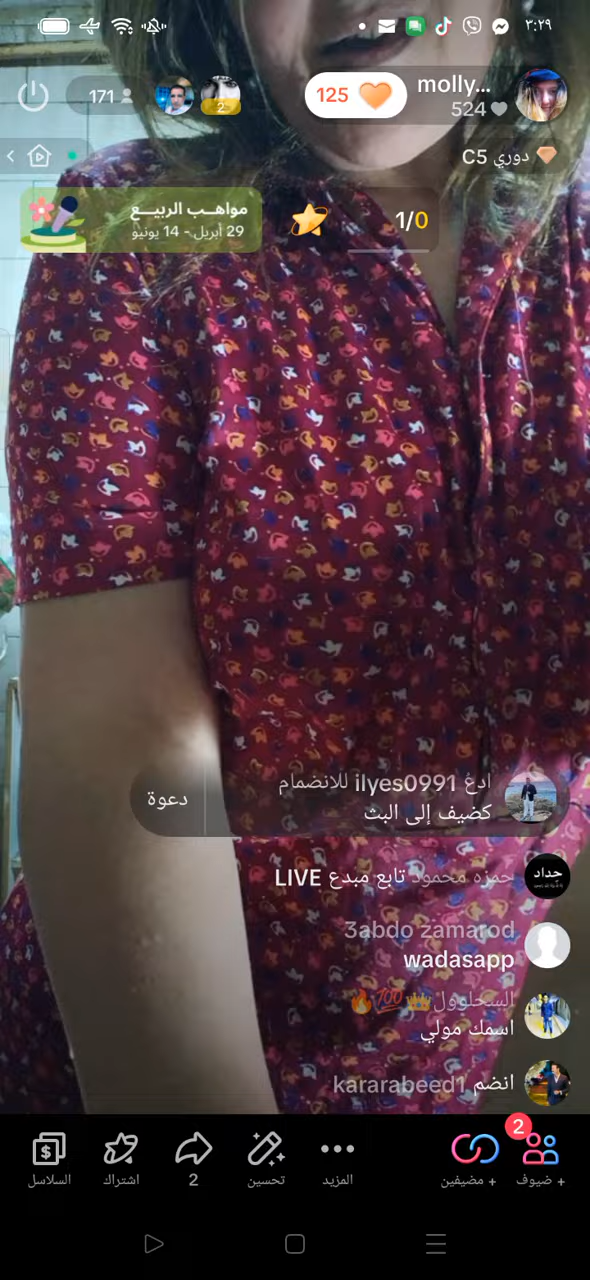 ٣:٢٩
molly...
524
125
2
171
دوري C5
مواهب الربيع
29 أبريل - 14 يونيو
1/0
ادعُ ilyes0991 للانضمام
كضيف إلى البث
دعوة
جداد
حمزه محمود تابع مبدع LIVE
3abdo zamarod
wadasapp
السحلوول👑💯🔥
اسمك مولي
kararabeed1 انضم
2
+ ضيوف
+ مضيفين
المزيد
تحسين
2
اشتراك
السلاسل